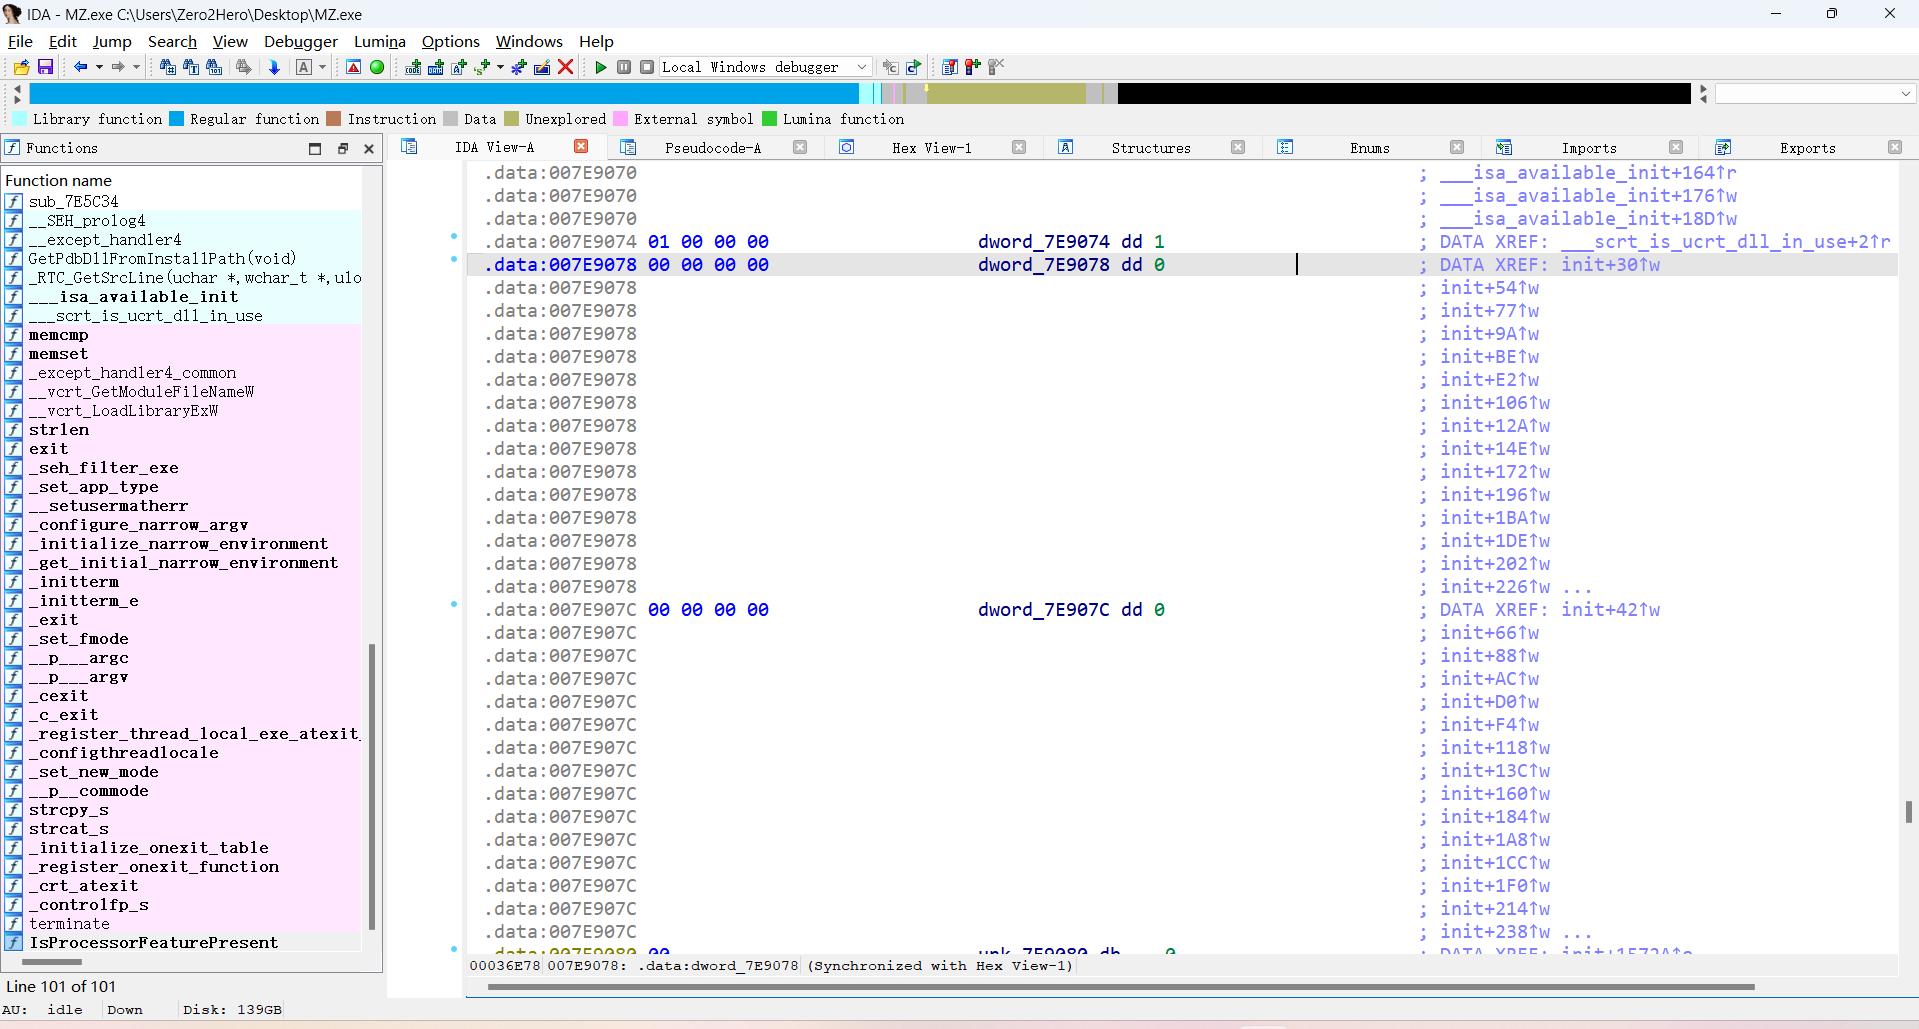 IDA - MZ.exe C:\Users\Zero2Hero\Desktop\MZ.exe
File Edit Jump Search View Debugger Lumina Options Windows Help
Local Windows debugger
Library function Regular function Instruction Data Unexplored External symbol Lumina function
Functions
IDA View-A Pseudocode-A Hex View-1 Structures Enums Imports Exports
Function name
sub_7E5C34
__SEH_prolog4
__except_handler4
GetPdbDllFromInstallPath(void)
_RTC_GetSrcLine(uchar *,wchar_t *,ulo
___isa_available_init
___scrt_is_ucrt_dll_in_use
memcmp
memset
_except_handler4_common
__vcrt_GetModuleFileNameW
__vcrt_LoadLibraryExW
strlen
exit
_seh_filter_exe
_set_app_type
__setusermatherr
_configure_narrow_argv
_initialize_narrow_environment
_get_initial_narrow_environment
_initterm
_initterm_e
_exit
_set_fmode
__p___argc
__p___argv
_cexit
_c_exit
_register_thread_local_exe_atexit_
_configthreadlocale
_set_new_mode
__p__commode
strcpy_s
strcat_s
_initialize_onexit_table
_register_onexit_function
_crt_atexit
_controlfp_s
terminate
IsProcessorFeaturePresent
Line 101 of 101
.data:007E9070 ; ___isa_available_init+164↑r
.data:007E9070 ; ___isa_available_init+176↑w
.data:007E9070 ; ___isa_available_init+18D↑w
.data:007E9074 01 00 00 00 dword_7E9074 dd 1 ; DATA XREF: ___scrt_is_ucrt_dll_in_use+2↑r
.data:007E9078 00 00 00 00 dword_7E9078 dd 0 ; DATA XREF: init+30↑w
.data:007E9078 ; init+54↑w
.data:007E9078 ; init+77↑w
.data:007E9078 ; init+9A↑w
.data:007E9078 ; init+BE↑w
.data:007E9078 ; init+E2↑w
.data:007E9078 ; init+106↑w
.data:007E9078 ; init+12A↑w
.data:007E9078 ; init+14E↑w
.data:007E9078 ; init+172↑w
.data:007E9078 ; init+196↑w
.data:007E9078 ; init+1BA↑w
.data:007E9078 ; init+1DE↑w
.data:007E9078 ; init+202↑w
.data:007E9078 ; init+226↑w ...
.data:007E907C 00 00 00 00 dword_7E907C dd 0 ; DATA XREF: init+42↑w
.data:007E907C ; init+66↑w
.data:007E907C ; init+88↑w
.data:007E907C ; init+AC↑w
.data:007E907C ; init+D0↑w
.data:007E907C ; init+F4↑w
.data:007E907C ; init+118↑w
.data:007E907C ; init+13C↑w
.data:007E907C ; init+160↑w
.data:007E907C ; init+184↑w
.data:007E907C ; init+1A8↑w
.data:007E907C ; init+1CC↑w
.data:007E907C ; init+1F0↑w
.data:007E907C ; init+214↑w
.data:007E907C ; init+238↑w ...
.data:007E9080 00 unk_7E9080 db 0 ; DATA XREF: init+1572A↑o
00036E78 007E9078: .data:dword_7E9078 (Synchronized with Hex View-1)
AU: idle Down Disk: 139GB